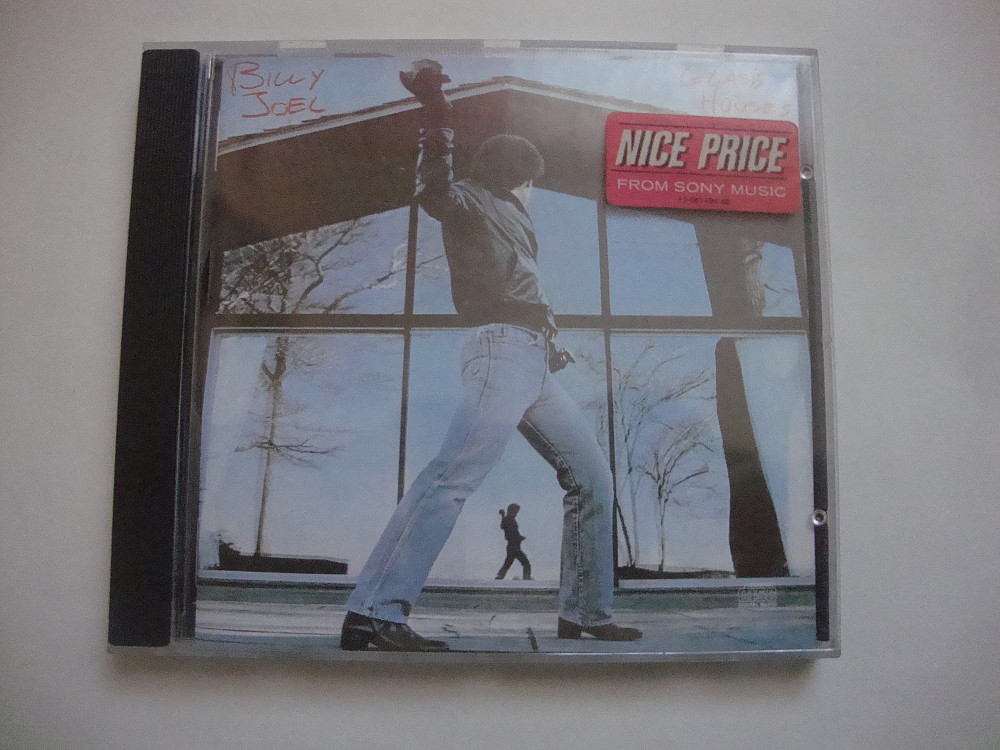 BILLY
JOEL
GLASS
HOUSES
NICE PRICE
FROM SONY MUSIC